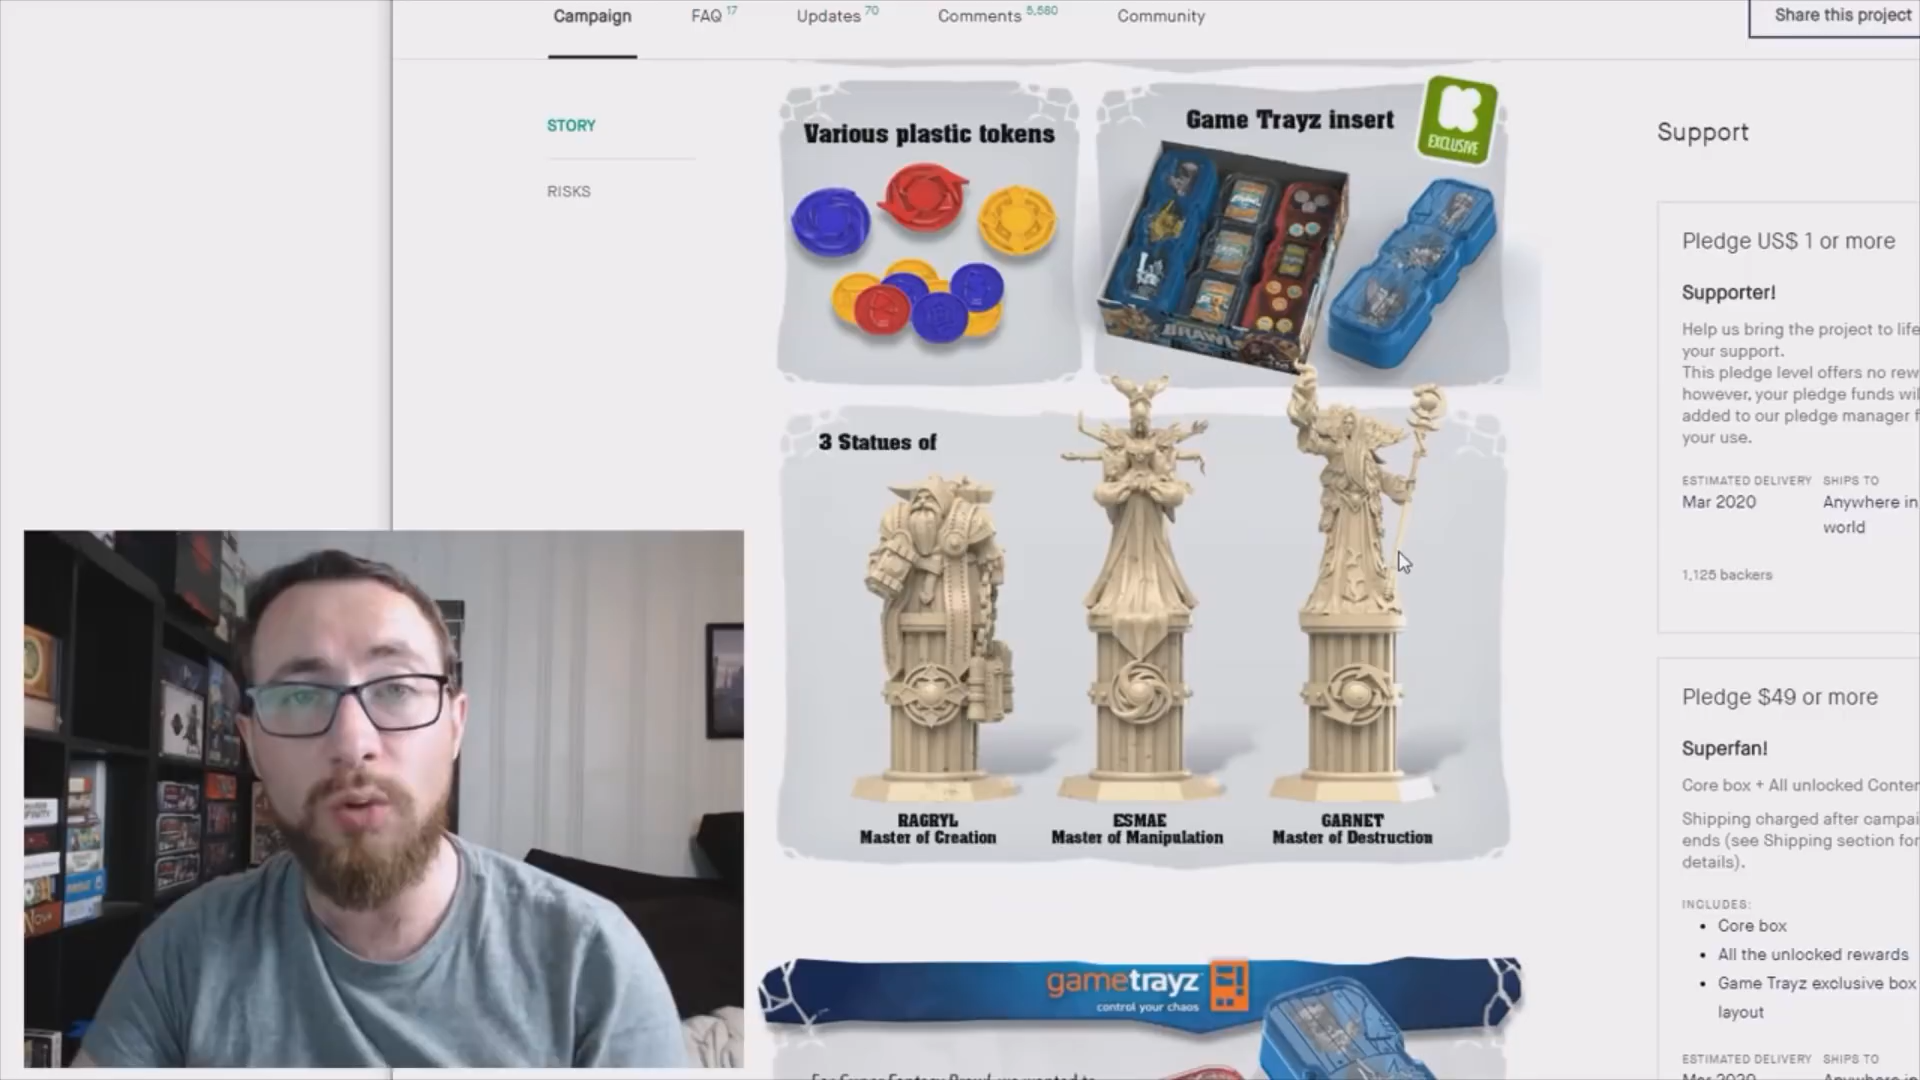 Campaign
FAQ 17
Updates 70
Comments 5,580
Community
Share this project
STORY
RISKS
Various plastic tokens
Game Trayz insert
EXCLUSIVE
BRAWL
3 Statues of
RAGRYL
Master of Creation
ESMAE
Master of Manipulation
GARNET
Master of Destruction
gametrayz
control your chaos
Support
Pledge US$ 1 or more
Supporter!
Help us bring the project to life
your support.
This pledge level offers no rew
however, your pledge funds wil
added to our pledge manager f
your use.
ESTIMATED DELIVERY SHIPS TO
Mar 2020 Anywhere in
world
1,125 backers
Pledge $49 or more
Superfan!
Core box + All unlocked Conter
Shipping charged after campai
ends (see Shipping section for
details).
INCLUDES:
• Core box
• All the unlocked rewards
• Game Trayz exclusive box
layout
ESTIMATED DELIVERY SHIPS TO